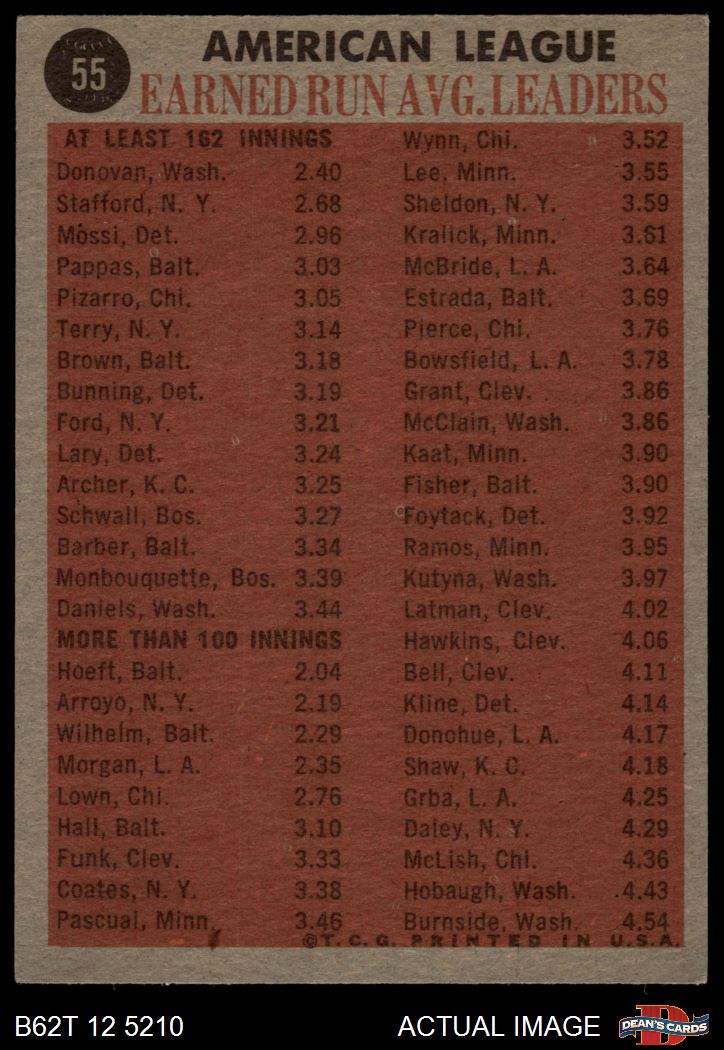 55
AMERICAN LEAGUE
EARNED RUN AVG. LEADERS
AT LEAST 162 INNINGS
Donovan, Wash. 2.40
Stafford, N. Y. 2.68
Mossi, Det. 2.96
Pappas, Balt. 3.03
Pizarro, Chi. 3.05
Terry, N. Y. 3.14
Brown, Balt. 3.18
Bunning, Det. 3.19
Ford, N. Y. 3.21
Lary, Det. 3.24
Archer, K. C. 3.25
Schwall, Bos. 3.27
Barber, Balt. 3.34
Monbouquette, Bos. 3.39
Daniels, Wash. 3.44
MORE THAN 100 INNINGS
Hoeft, Balt. 2.04
Arroyo, N. Y. 2.19
Wilhelm, Balt. 2.29
Morgan, L. A. 2.35
Lown, Chi. 2.76
Hall, Balt. 3.10
Funk, Clev. 3.33
Coates, N. Y. 3.38
Pascual, Minn. 3.46
Wynn, Chi. 3.52
Lee, Minn. 3.55
Sheldon, N. Y. 3.59
Kralick, Minn. 3.61
McBride, L. A. 3.64
Estrada, Balt. 3.69
Pierce, Chi. 3.76
Bowsfield, L. A. 3.78
Grant, Clev. 3.86
McClain, Wash. 3.86
Kaat, Minn. 3.90
Fisher, Balt. 3.90
Foytack, Det. 3.92
Ramos, Minn. 3.95
Kutyna, Wash. 3.97
Latman, Clev. 4.02
Hawkins, Clev. 4.06
Bell, Clev. 4.11
Kline, Det. 4.14
Donohue, L. A. 4.17
Shaw, K. C. 4.18
Grba, L. A. 4.25
Daley, N. Y. 4.29
McLish, Chi. 4.36
Hobaugh, Wash. 4.43
Burnside, Wash. 4.54
©T. C. G. PRINTED IN U.S.A.
B62T 12 5210
ACTUAL IMAGE
DEAN'S CARDS